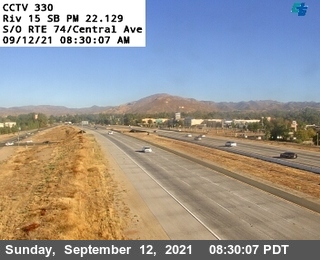 CCTV 330
Riv 15 SB PM 22.129
S/O RTE 74/Central Ave
09/12/21 08:30:07 AM
Sunday, September 12, 2021 08:30:07 PDT